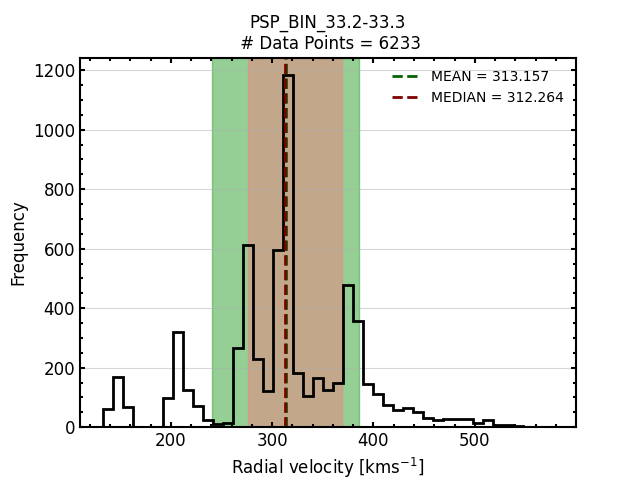 PSP_BIN_33.2-33.3
# Data Points = 6233
MEAN = 313.157
MEDIAN = 312.264
1200
1000
800
600
400
200
0
Frequency
200 300 400 500
Radial velocity [kms⁻¹]